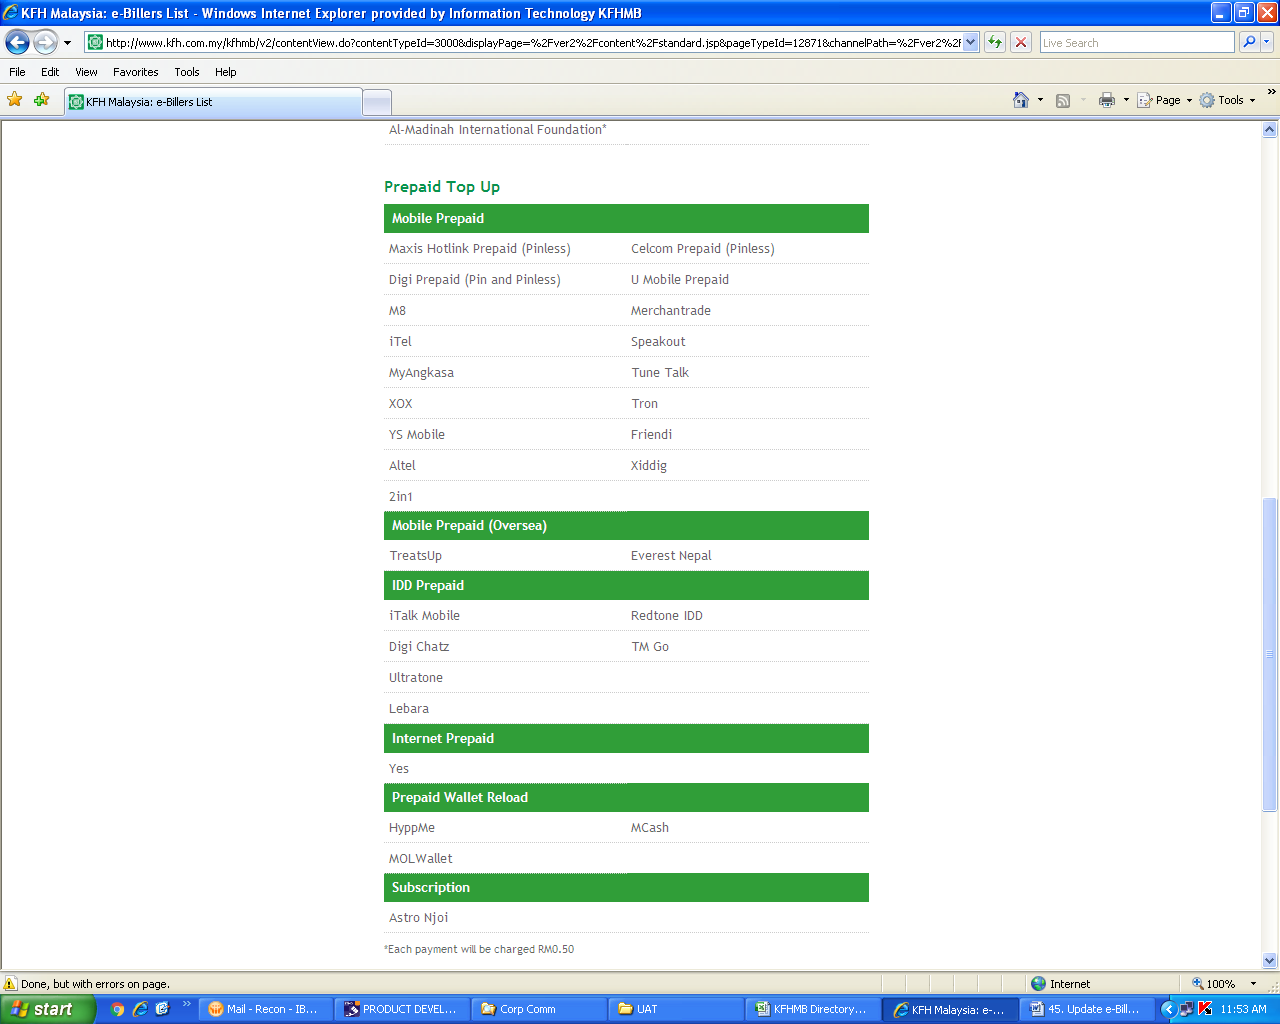 KFH Malaysia: e-Billers List - Windows Internet Explorer provided by Information Technology KFHMB
http://www.kfh.com.my/kfhmb/v2/contentView.do?contentTypeId=3000&displayPage=%2Fver2%2Fcontent%2Fstandard.jsp&pageTypeId=12871&channelPath=%2Fver2%2F
Live Search
File Edit View Favorites Tools Help
KFH Malaysia: e-Billers List
Page Tools
Al-Madinah International Foundation*
Prepaid Top Up
Mobile Prepaid
Maxis Hotlink Prepaid (Pinless) Celcom Prepaid (Pinless)
Digi Prepaid (Pin and Pinless) U Mobile Prepaid
M8 Merchantrade
iTel Speakout
MyAngkasa Tune Talk
XOX Tron
YS Mobile Friendi
Altel Xiddig
2in1
Mobile Prepaid (Oversea)
TreatsUp Everest Nepal
IDD Prepaid
iTalk Mobile Redtone IDD
Digi Chatz TM Go
Ultratone
Lebara
Internet Prepaid
Yes
Prepaid Wallet Reload
HyppMe MCash
MOLWallet
Subscription
Astro Njoi
*Each payment will be charged RM0.50
Done, but with errors on page. Internet 100%
start Mail - Recon - IB... PRODUCT DEVEL... Corp Comm UAT KFHMB Directory... KFH Malaysia: e-... 45. Update e-Bill... 11:53 AM